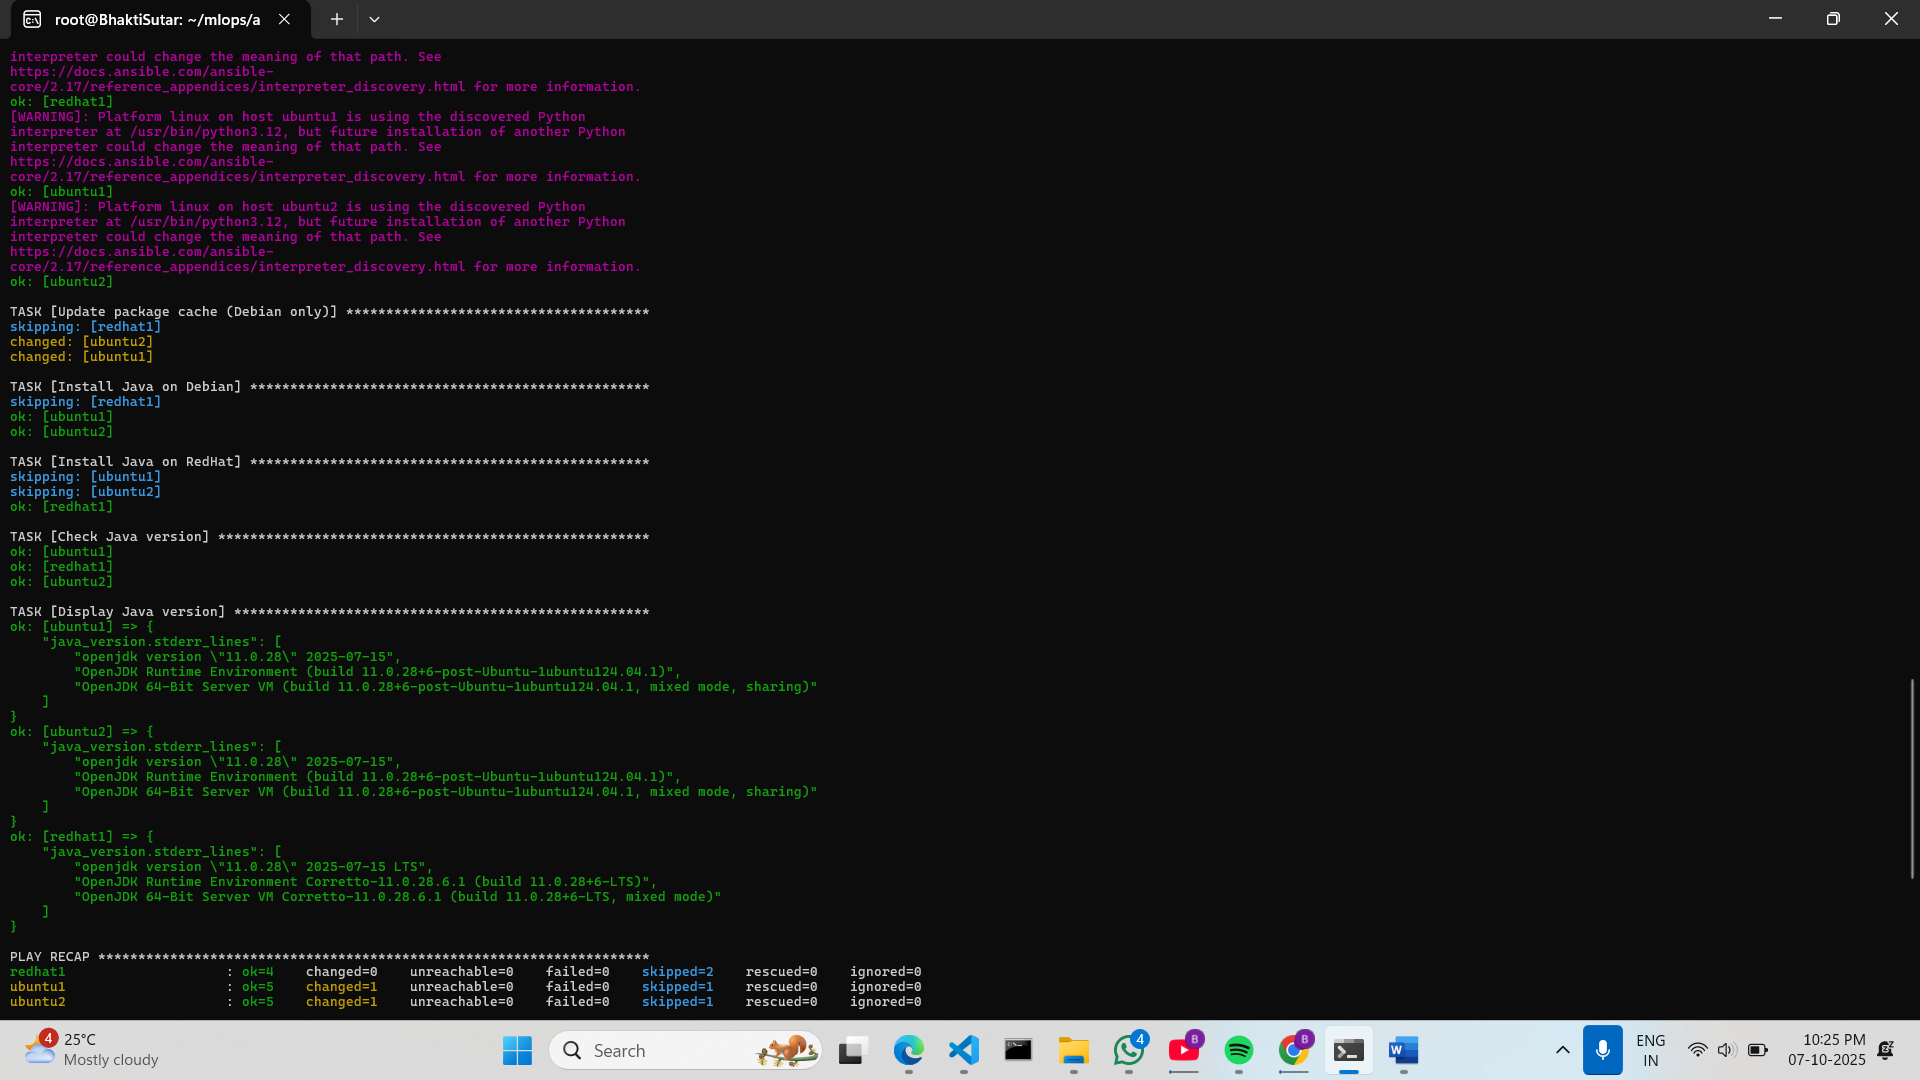 root@BhaktiSutar: ~/mlops/a
interpreter could change the meaning of that path. See
https://docs.ansible.com/ansible-
core/2.17/reference_appendices/interpreter_discovery.html for more information.
ok: [redhat1]
[WARNING]: Platform linux on host ubuntu1 is using the discovered Python
interpreter at /usr/bin/python3.12, but future installation of another Python
interpreter could change the meaning of that path. See
https://docs.ansible.com/ansible-
core/2.17/reference_appendices/interpreter_discovery.html for more information.
ok: [ubuntu1]
[WARNING]: Platform linux on host ubuntu2 is using the discovered Python
interpreter at /usr/bin/python3.12, but future installation of another Python
interpreter could change the meaning of that path. See
https://docs.ansible.com/ansible-
core/2.17/reference_appendices/interpreter_discovery.html for more information.
ok: [ubuntu2]
TASK [Update package cache (Debian only)] **************************************
skipping: [redhat1]
changed: [ubuntu2]
changed: [ubuntu1]
TASK [Install Java on Debian] **************************************************
skipping: [redhat1]
ok: [ubuntu1]
ok: [ubuntu2]
TASK [Install Java on RedHat] **************************************************
skipping: [ubuntu1]
skipping: [ubuntu2]
ok: [redhat1]
TASK [Check Java version] ******************************************************
ok: [ubuntu1]
ok: [redhat1]
ok: [ubuntu2]
TASK [Display Java version] ****************************************************
ok: [ubuntu1] => {
    "java_version.stderr_lines": [
        "openjdk version \"11.0.28\" 2025-07-15",
        "OpenJDK Runtime Environment (build 11.0.28+6-post-Ubuntu-1ubuntu124.04.1)",
        "OpenJDK 64-Bit Server VM (build 11.0.28+6-post-Ubuntu-1ubuntu124.04.1, mixed mode, sharing)"
    ]
}
ok: [ubuntu2] => {
    "java_version.stderr_lines": [
        "openjdk version \"11.0.28\" 2025-07-15",
        "OpenJDK Runtime Environment (build 11.0.28+6-post-Ubuntu-1ubuntu124.04.1)",
        "OpenJDK 64-Bit Server VM (build 11.0.28+6-post-Ubuntu-1ubuntu124.04.1, mixed mode, sharing)"
    ]
}
ok: [redhat1] => {
    "java_version.stderr_lines": [
        "openjdk version \"11.0.28\" 2025-07-15 LTS",
        "OpenJDK Runtime Environment Corretto-11.0.28.6.1 (build 11.0.28+6-LTS)",
        "OpenJDK 64-Bit Server VM Corretto-11.0.28.6.1 (build 11.0.28+6-LTS, mixed mode)"
    ]
}
PLAY RECAP *********************************************************************
redhat1                    : ok=4    changed=0    unreachable=0    failed=0    skipped=2    rescued=0    ignored=0
ubuntu1                    : ok=5    changed=1    unreachable=0    failed=0    skipped=1    rescued=0    ignored=0
ubuntu2                    : ok=5    changed=1    unreachable=0    failed=0    skipped=1    rescued=0    ignored=0
4
25°C
Mostly cloudy
Search
4
B
B
ENG
IN
10:25 PM
07-10-2025